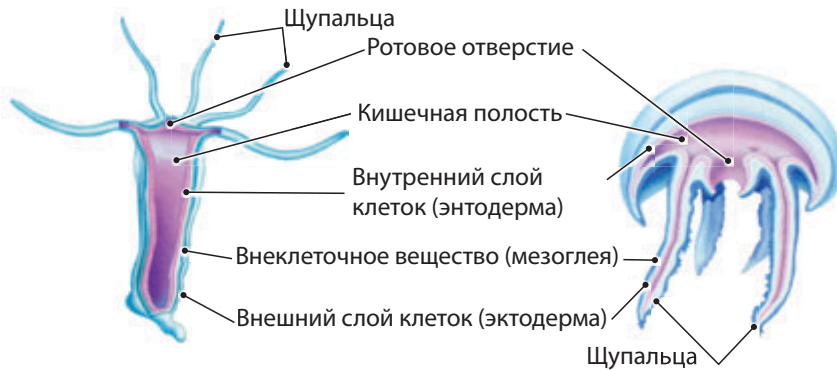 Щупальца
Ротовое отверстие
Кишечная полость
Внутренний слой
клеток (энтодерма)
Внеклеточное вещество (мезоглея)
Внешний слой клеток (эктодерма)
Щупальца